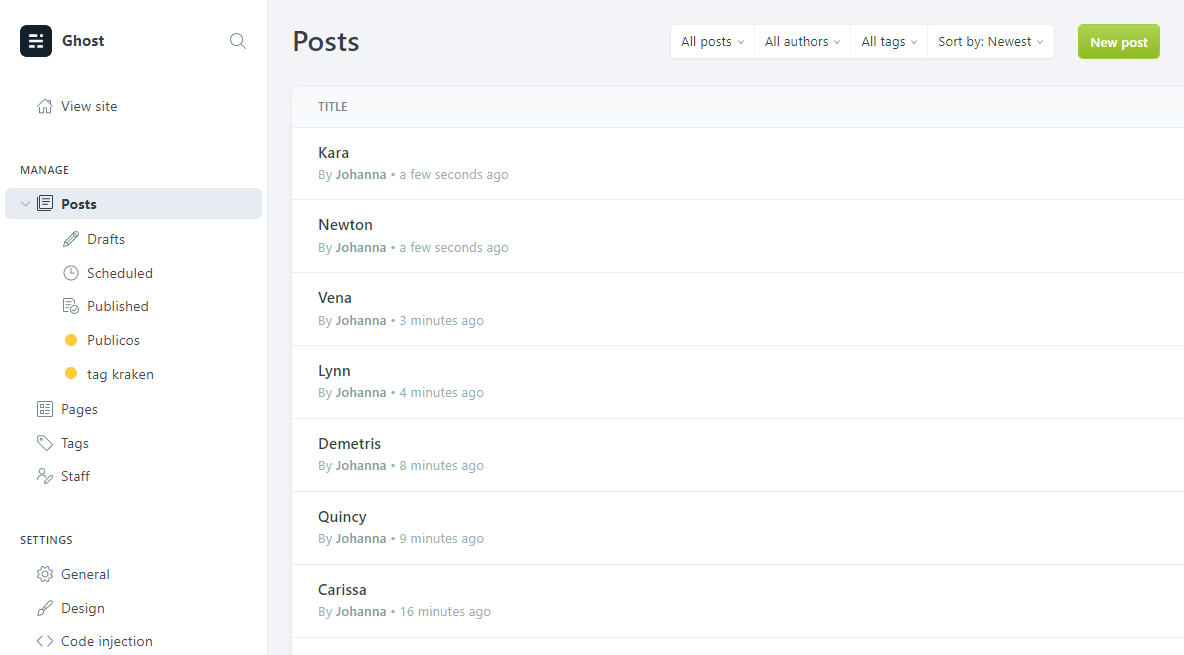 Ghost
View site
MANAGE
Posts
Drafts
Scheduled
Published
Publicos
tag kraken
Pages
Tags
Staff
SETTINGS
General
Design
Code injection
Posts
All posts All authors All tags Sort by: Newest New post
TITLE
Kara
By Johanna • a few seconds ago
Newton
By Johanna • a few seconds ago
Vena
By Johanna • 3 minutes ago
Lynn
By Johanna • 4 minutes ago
Demetris
By Johanna • 8 minutes ago
Quincy
By Johanna • 9 minutes ago
Carissa
By Johanna • 16 minutes ago